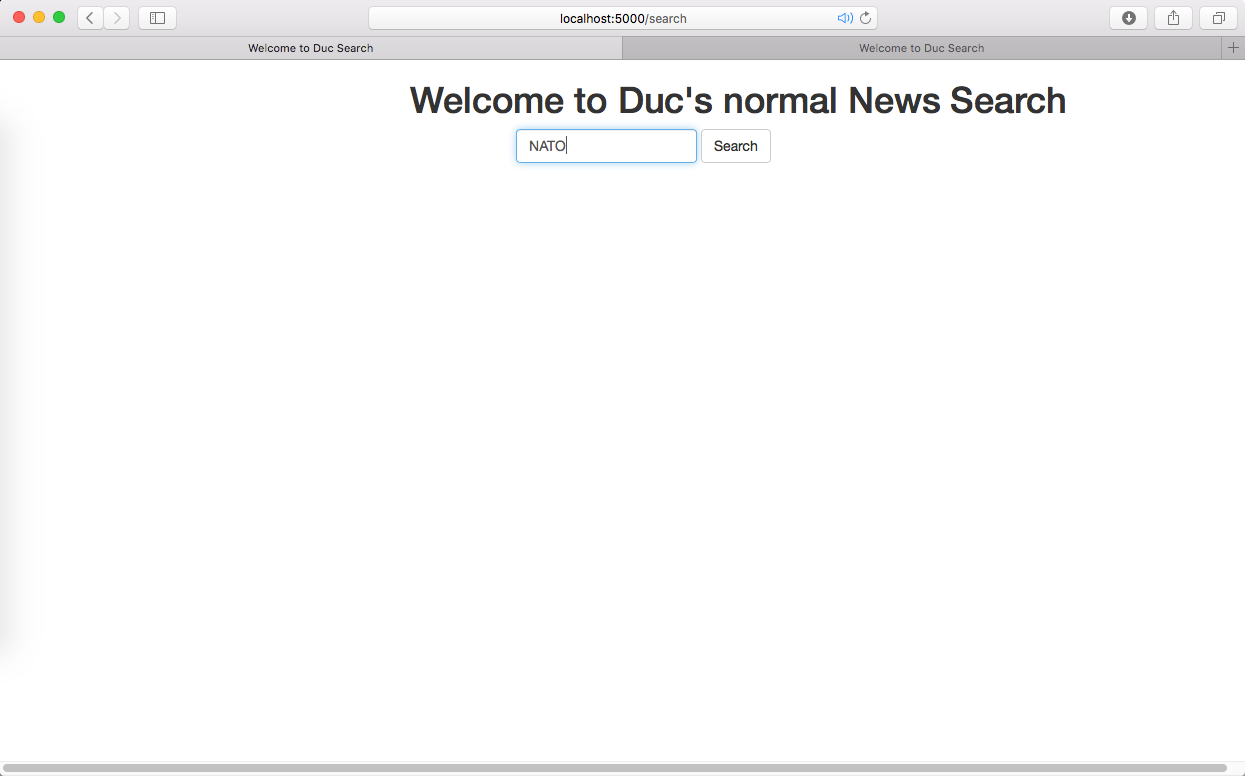 localhost:5000/search
Welcome to Duc Search
Welcome to Duc Search
Welcome to Duc's normal News Search
NATO
Search